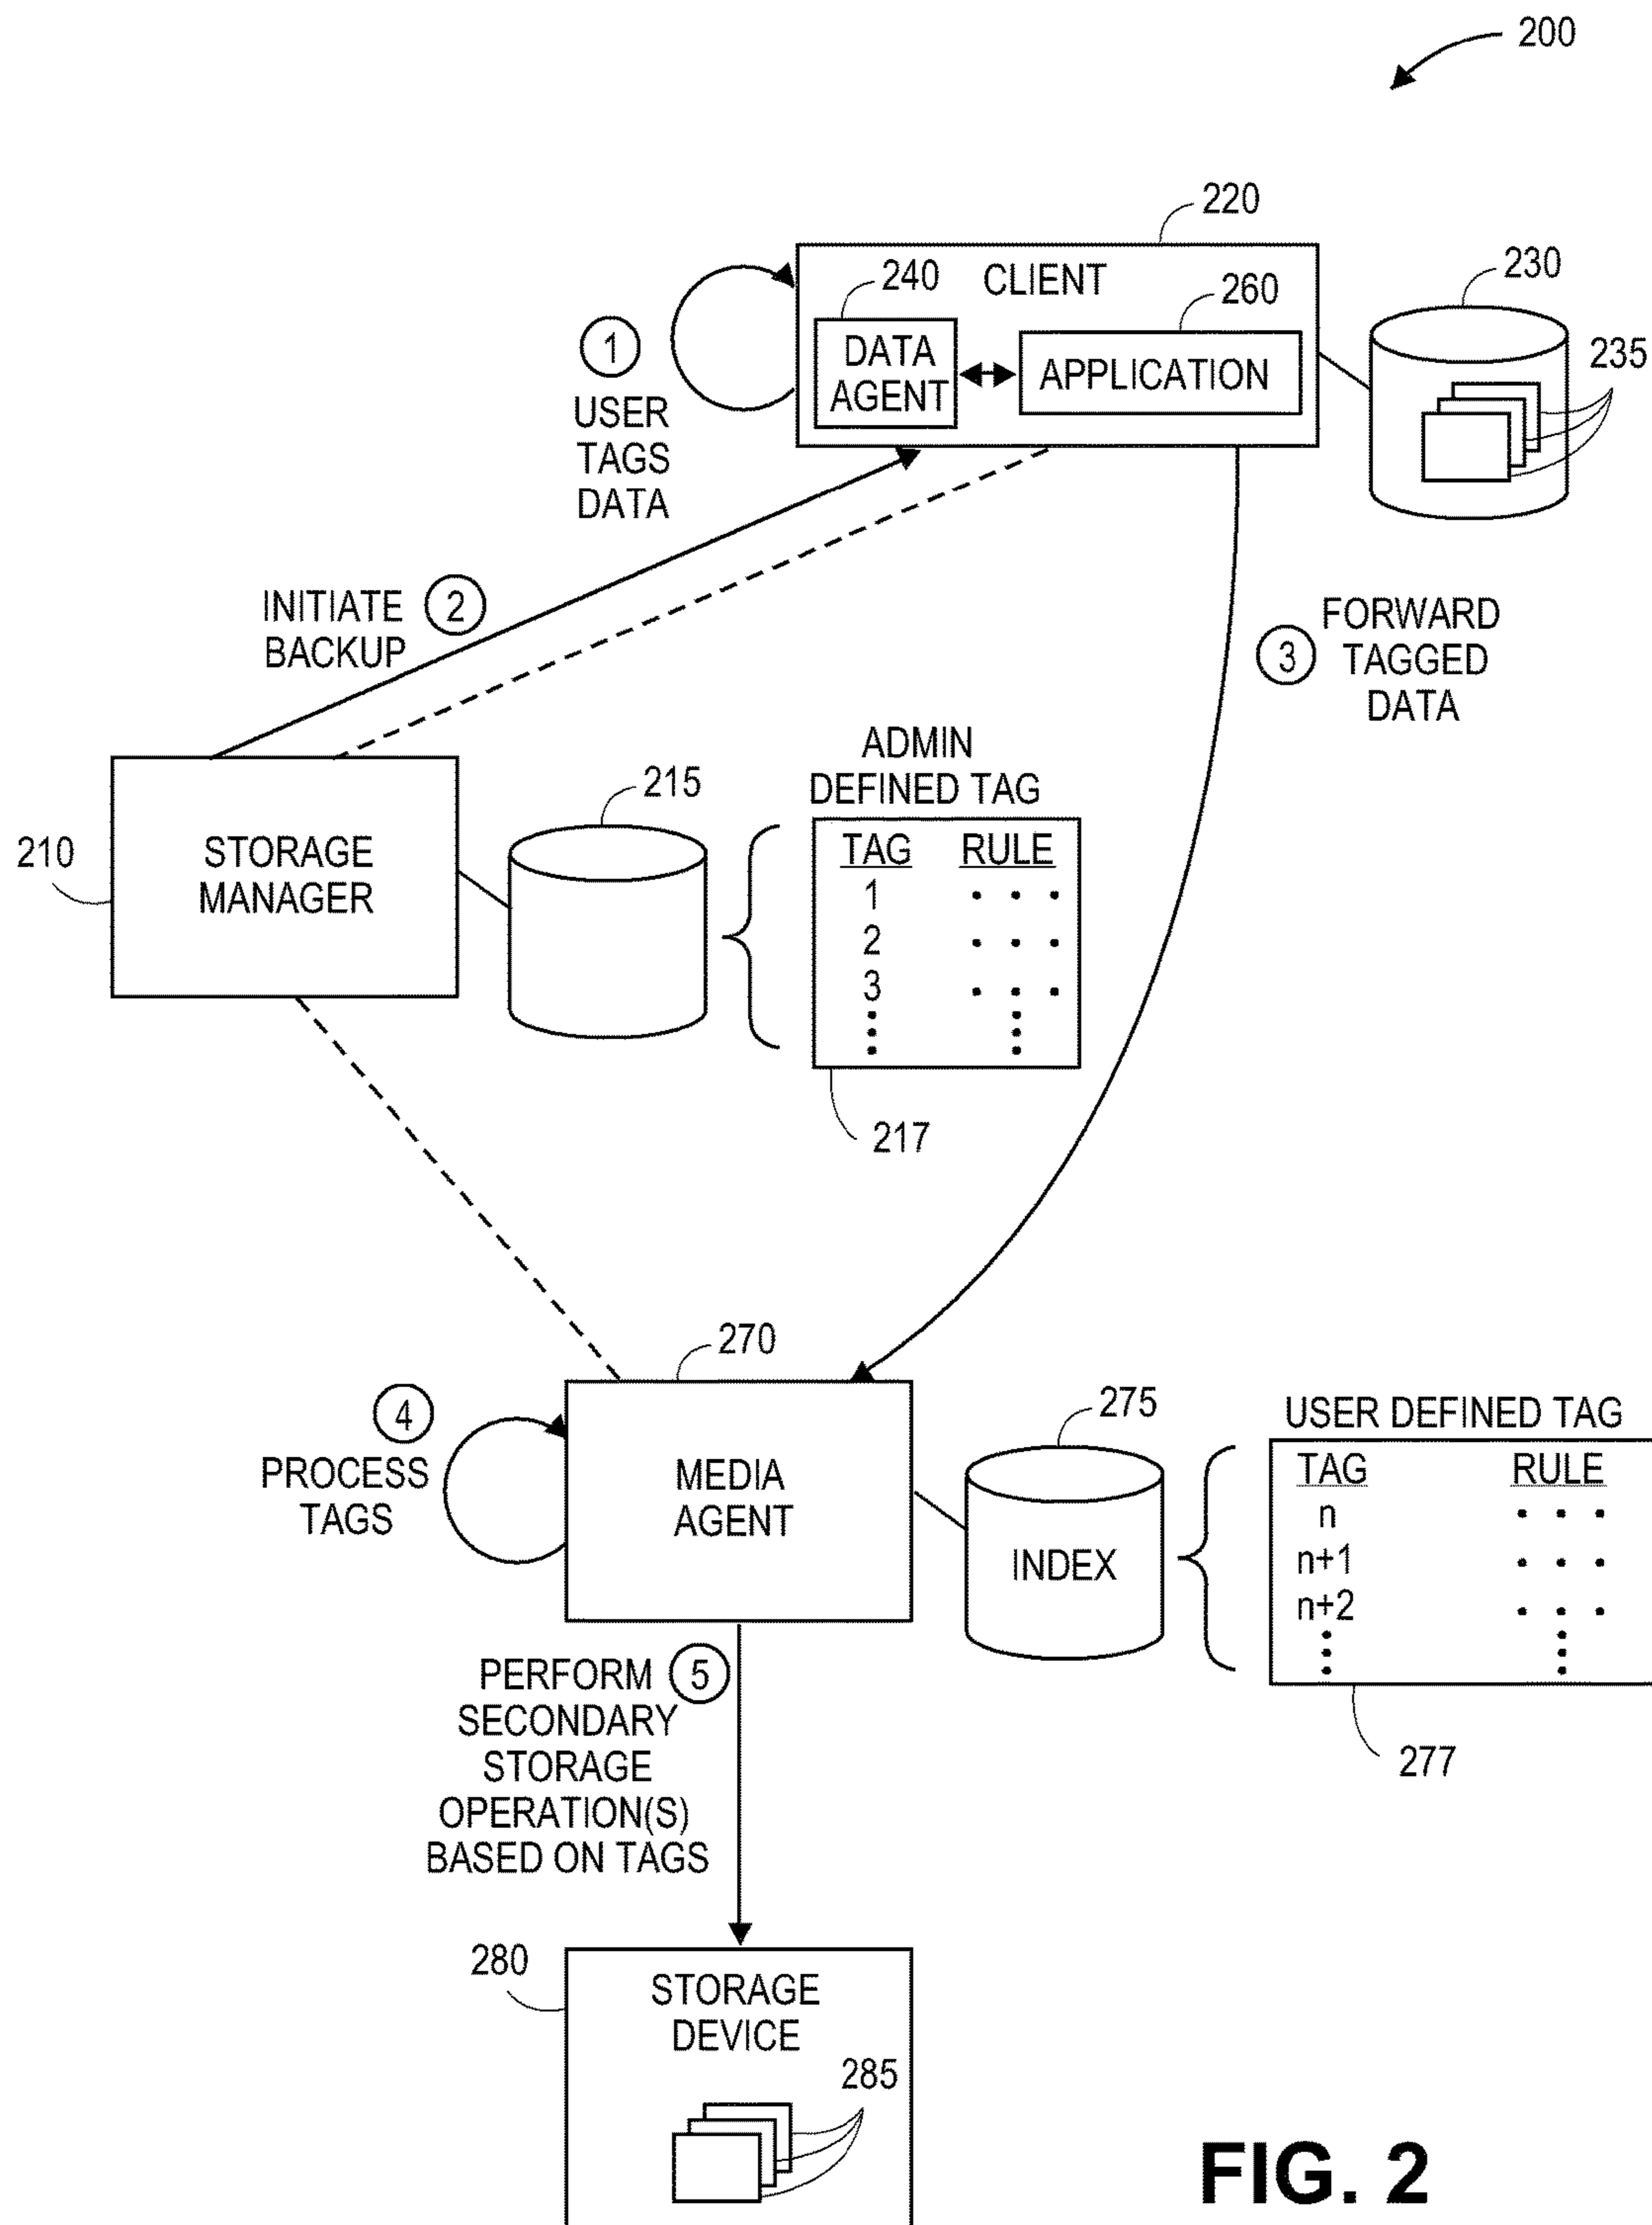 200
220
CLIENT
240
260
230
235
DATA
AGENT
APPLICATION
1
USER
TAGS
DATA
INITIATE
BACKUP
2
3
FORWARD
TAGGED
DATA
210
STORAGE
MANAGER
215
ADMIN
DEFINED TAG
TAG RULE
1 . . .
2 . . .
3 . . .
217
270
4
PROCESS
TAGS
MEDIA
AGENT
275
INDEX
USER DEFINED TAG
TAG RULE
n . . .
n+1 . . .
n+2 . . .
277
PERFORM
SECONDARY
STORAGE
OPERATION(S)
BASED ON TAGS
5
280
STORAGE
DEVICE
285
FIG. 2